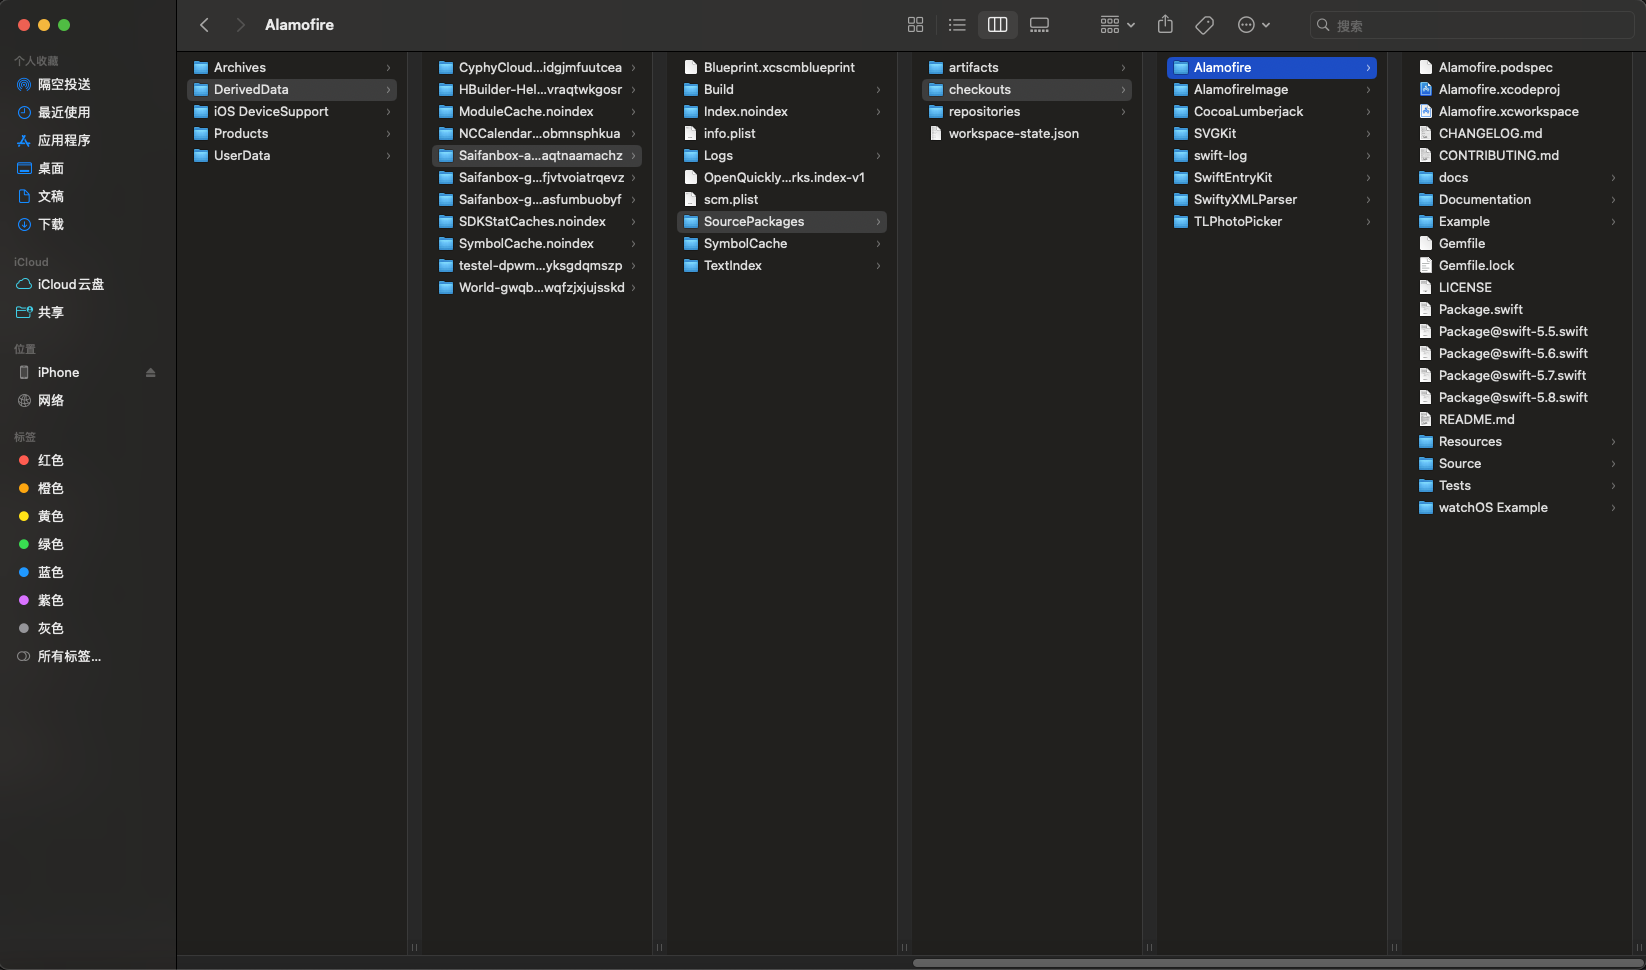 Alamofire
搜索
个人收藏
隔空投送
最近使用
应用程序
桌面
文稿
下载
iCloud
iCloud云盘
共享
位置
iPhone
网络
标签
红色
橙色
黄色
绿色
蓝色
紫色
灰色
所有标签...
Archives
DerivedData
iOS DeviceSupport
Products
UserData
CyphyCloud...idgjmfuutcea
HBuilder-Hel...vraqtwkgosr
ModuleCache.noindex
NCCalendar...obmnsphkua
Saifanbox-a...aqtnaamachz
Saifanbox-g...fjvtvoiatrqevz
Saifanbox-g...asfumbuobyf
SDKStatCaches.noindex
SymbolCache.noindex
testel-dpwm...yksgdqmszp
World-gwqb...wqfzjxjujsskd
Blueprint.xcscmblueprint
Build
Index.noindex
info.plist
Logs
OpenQuickly...rks.index-v1
scm.plist
SourcePackages
SymbolCache
TextIndex
artifacts
checkouts
repositories
workspace-state.json
Alamofire
AlamofireImage
CocoaLumberjack
SVGKit
swift-log
SwiftEntryKit
SwiftyXMLParser
TLPhotoPicker
Alamofire.podspec
Alamofire.xcodeproj
Alamofire.xcworkspace
CHANGELOG.md
CONTRIBUTING.md
docs
Documentation
Example
Gemfile
Gemfile.lock
LICENSE
Package.swift
Package@swift-5.5.swift
Package@swift-5.6.swift
Package@swift-5.7.swift
Package@swift-5.8.swift
README.md
Resources
Source
Tests
watchOS Example